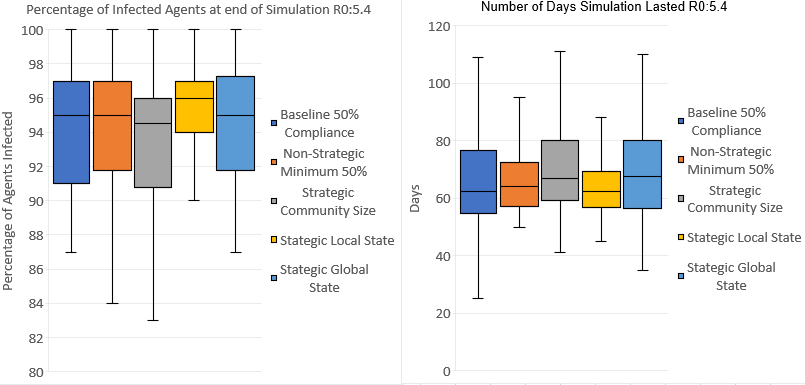 Percentage of Infected Agents at end of Simulation R0:5.4
Percentage of Agents Infected
100
98
96
94
92
90
88
86
84
82
80
Baseline 50%
Compliance
Non-Strategic
Minimum 50%
Strategic
Community Size
Stategic Local State
Stategic Global
State
Number of Days Simulation Lasted R0:5.4
Days
120
100
80
60
40
20
0
Baseline 50%
Compliance
Non-Strategic
Minimum 50%
Strategic
Community Size
Stategic Local State
Stategic Global
State